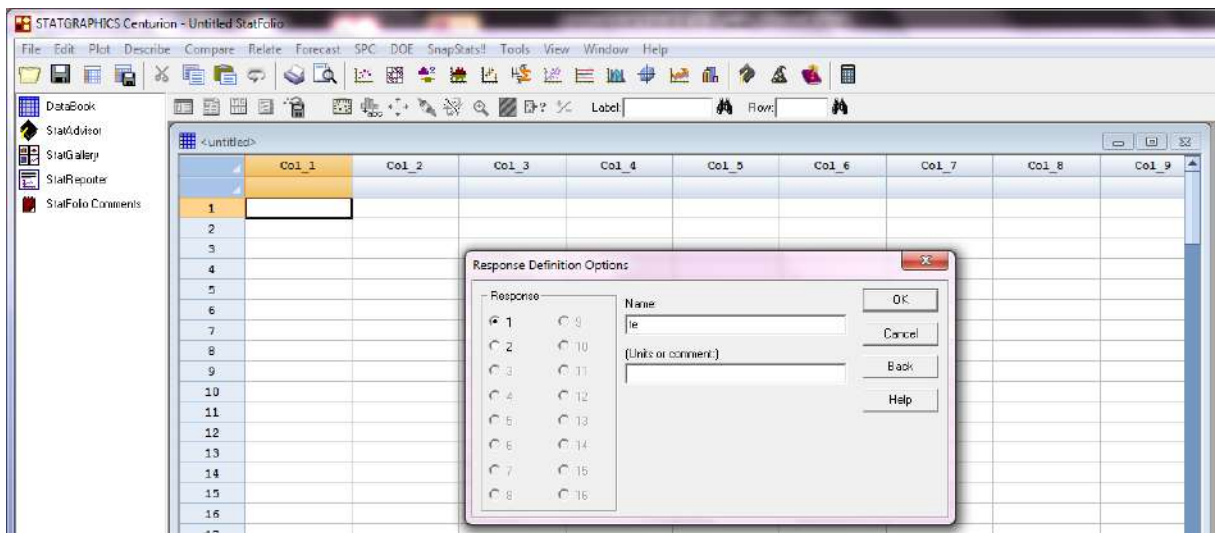 STATGRAPHICS Centurion - Untitled StatFolio
File Edit Plot Describe Compare Relate Forecast SPC DOE SnapStats!! Tools View Window Help
Label: Row:
DataBook
StatAdvisor
StatGallery
StatReporter
StatFolio Comments
<untitled>
Col_1 Col_2 Col_3 Col_4 Col_5 Col_6 Col_7 Col_8 Col_9
1
2
3
4
5
6
7
8
9
10
11
12
13
14
15
16
Response Definition Options
Response
1 9
2 10
3 11
4 12
5 13
6 14
7 15
8 16
Name:
te
(Units or comment:)
OK
Cancel
Back
Help